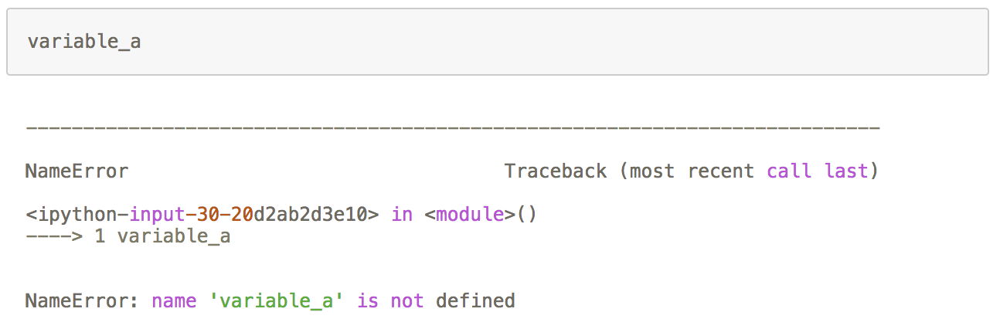 variable_a
---------------------------------------------------------------------------
NameError                                 Traceback (most recent call last)
<ipython-input-30-20d2ab2d3e10> in <module>()
----> 1 variable_a
NameError: name 'variable_a' is not defined